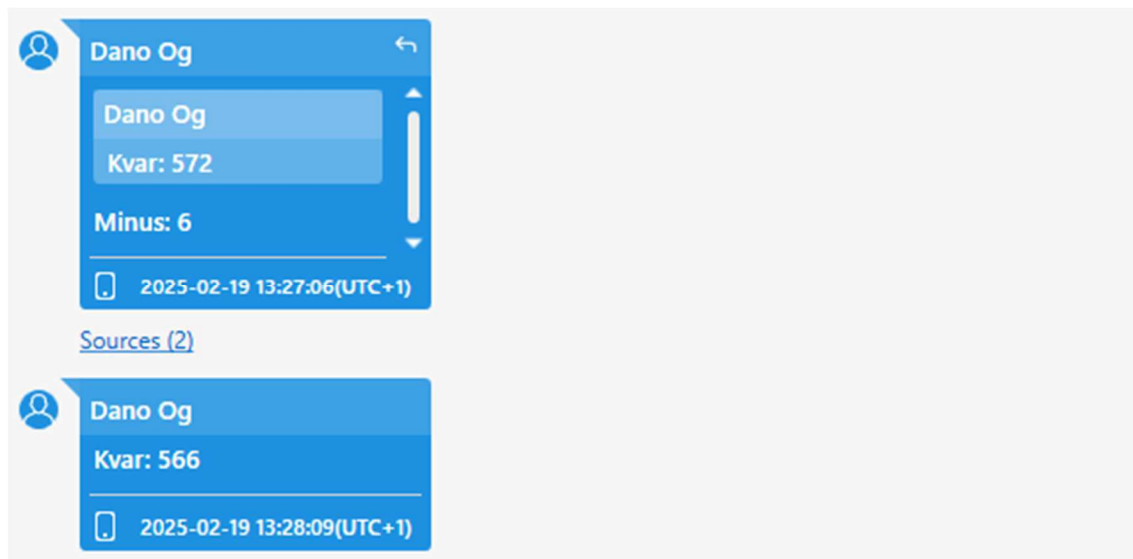 Dano Og
Dano Og
Kvar: 572
Minus: 6
2025-02-19 13:27:06(UTC+1)
Sources (2)
Dano Og
Kvar: 566
2025-02-19 13:28:09(UTC+1)